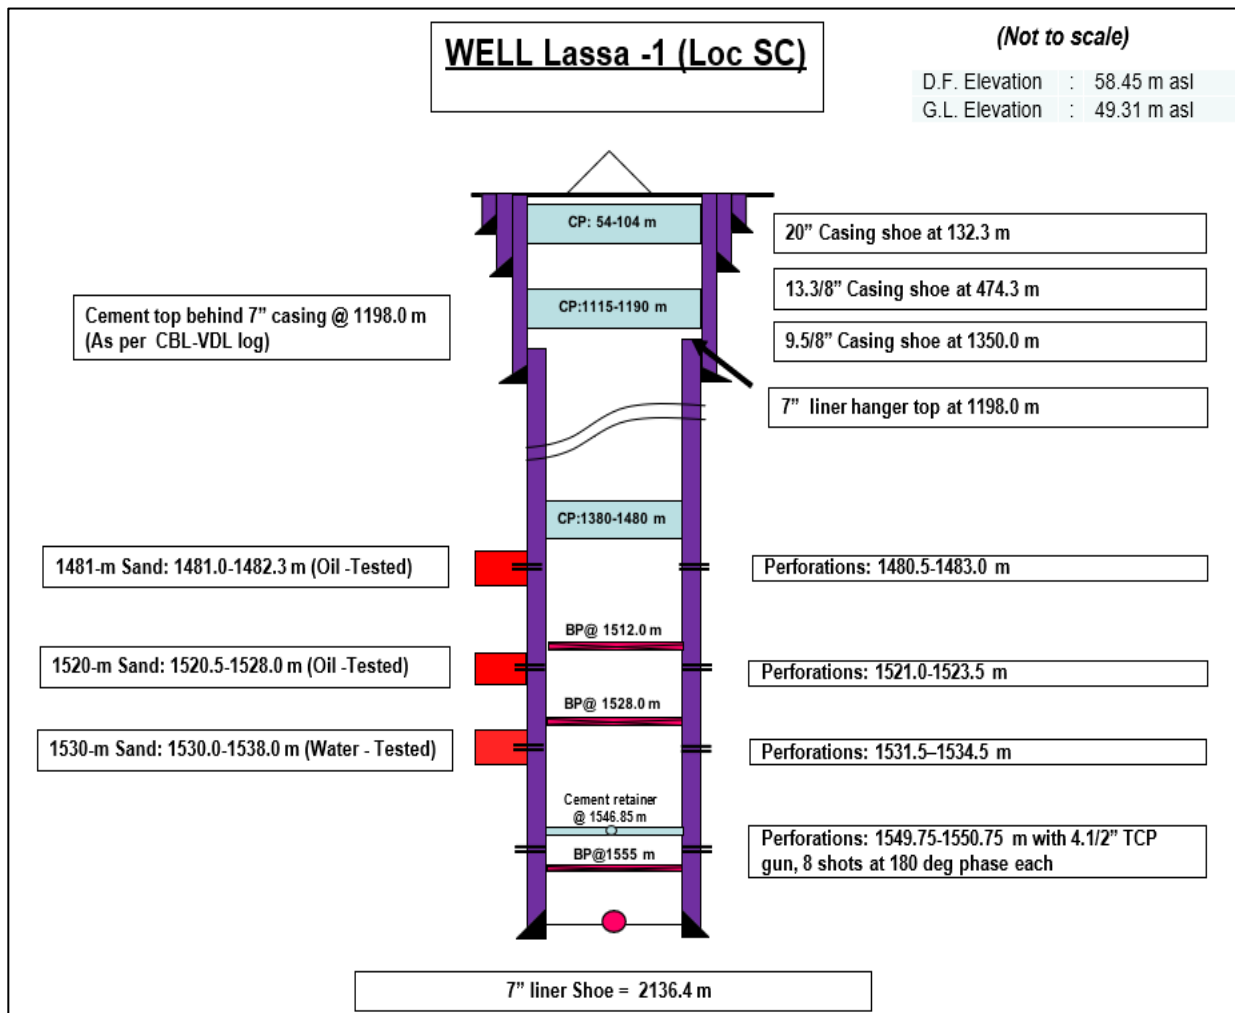 WELL Lassa -1 (Loc SC)
(Not to scale)
D.F. Elevation : 58.45 m asl
G.L. Elevation : 49.31 m asl
CP: 54-104 m
20” Casing shoe at 132.3 m
13.3/8” Casing shoe at 474.3 m
CP:1115-1190 m
Cement top behind 7” casing @ 1198.0 m
(As per CBL-VDL log)
9.5/8” Casing shoe at 1350.0 m
7” liner hanger top at 1198.0 m
CP:1380-1480 m
1481-m Sand: 1481.0-1482.3 m (Oil -Tested)
Perforations: 1480.5-1483.0 m
BP@ 1512.0 m
1520-m Sand: 1520.5-1528.0 m (Oil -Tested)
Perforations: 1521.0-1523.5 m
BP@ 1528.0 m
1530-m Sand: 1530.0-1538.0 m (Water - Tested)
Perforations: 1531.5–1534.5 m
Cement retainer
@ 1546.85 m
Perforations: 1549.75-1550.75 m with 4.1/2” TCP
gun, 8 shots at 180 deg phase each
BP@1555 m
7” liner Shoe = 2136.4 m